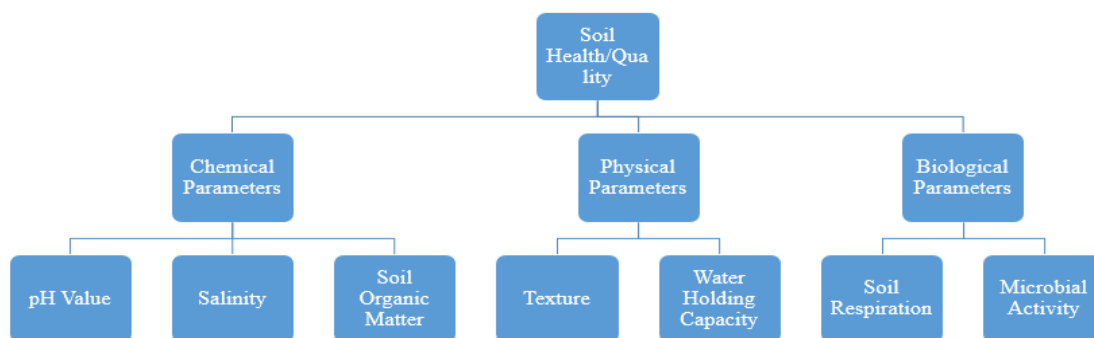 Soil
Health/Qua
lity
Chemical
Parameters
Physical
Parameters
Biological
Parameters
pH Value
Salinity
Soil
Organic
Matter
Texture
Water
Holding
Capacity
Soil
Respiration
Microbial
Activity